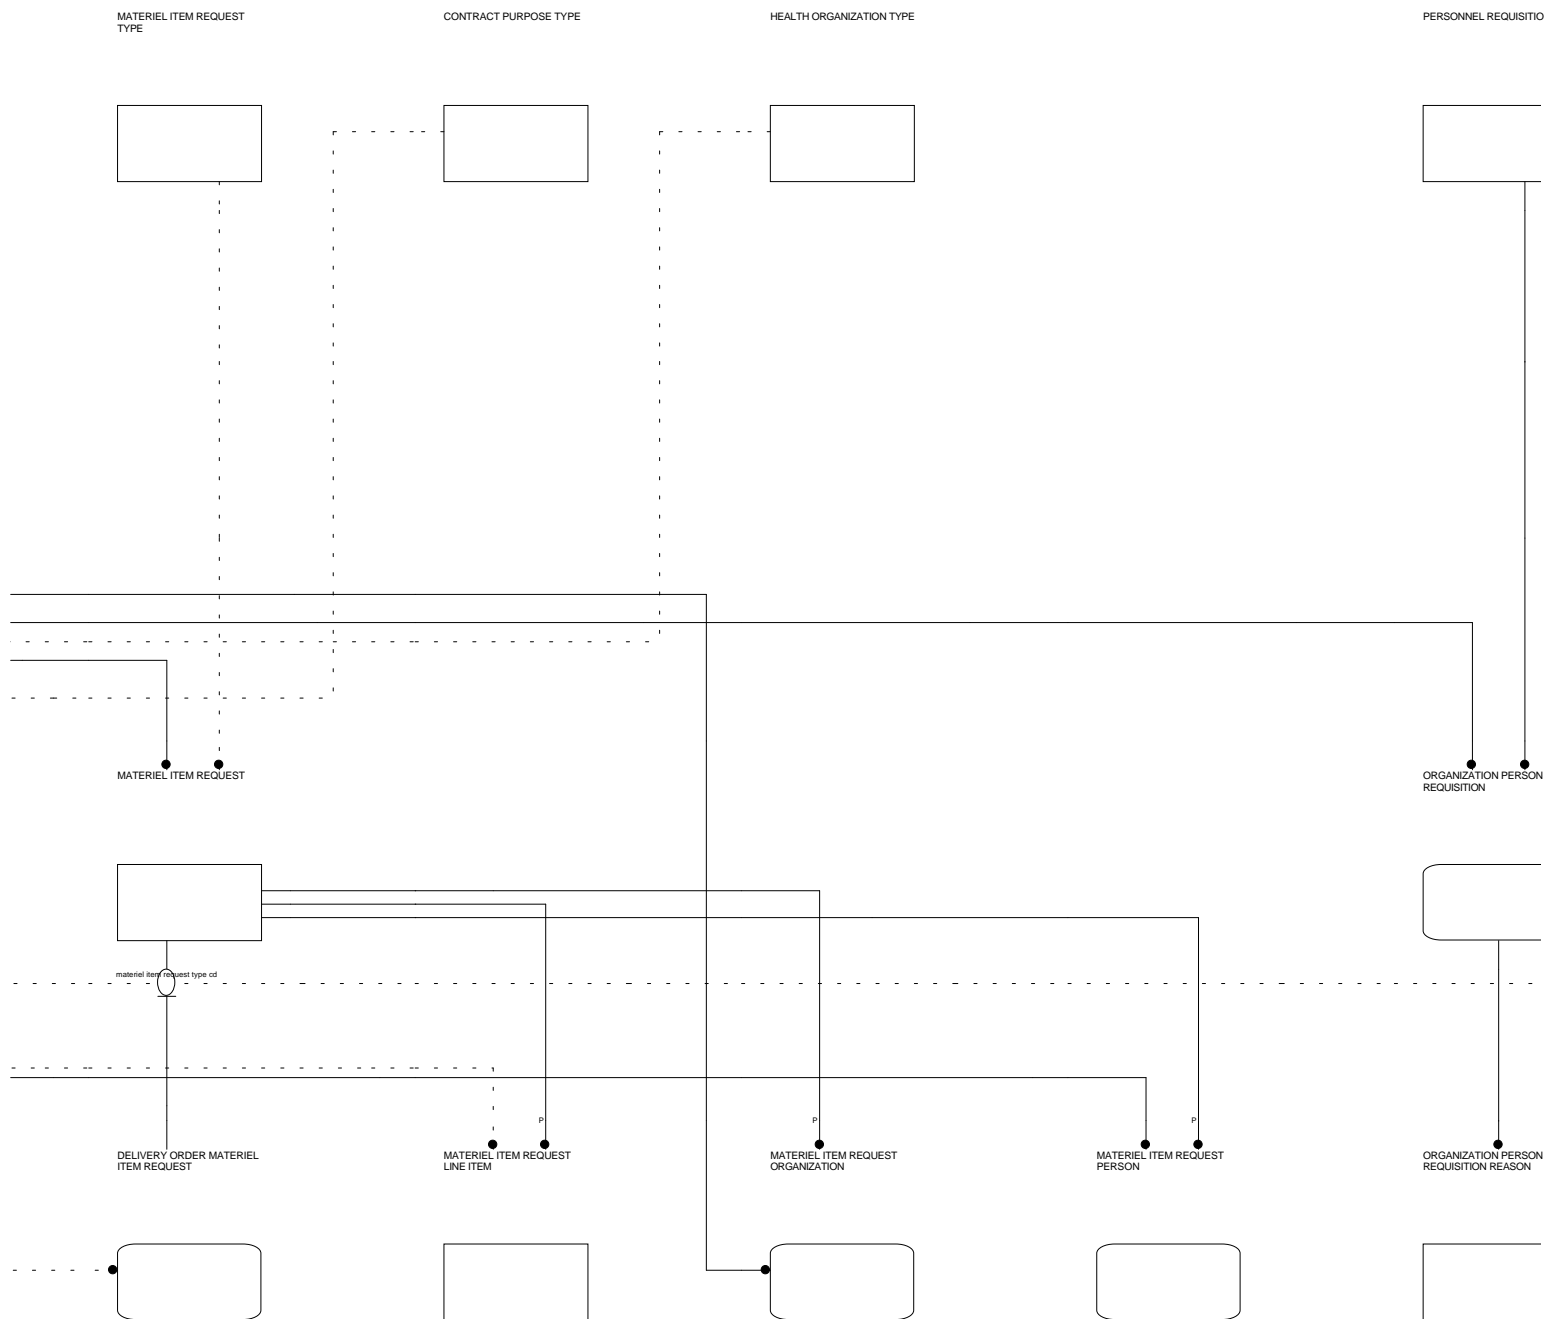 MATERIEL ITEM REQUEST
TYPE
CONTRACT PURPOSE TYPE
HEALTH ORGANIZATION TYPE
PERSONNEL REQUISITIO
MATERIEL ITEM REQUEST
ORGANIZATION PERSON
REQUISITION
materiel item request type cd
P
P
P
DELIVERY ORDER MATERIEL
ITEM REQUEST
MATERIEL ITEM REQUEST
LINE ITEM
MATERIEL ITEM REQUEST
ORGANIZATION
MATERIEL ITEM REQUEST
PERSON
ORGANIZATION PERSON
REQUISITION REASON